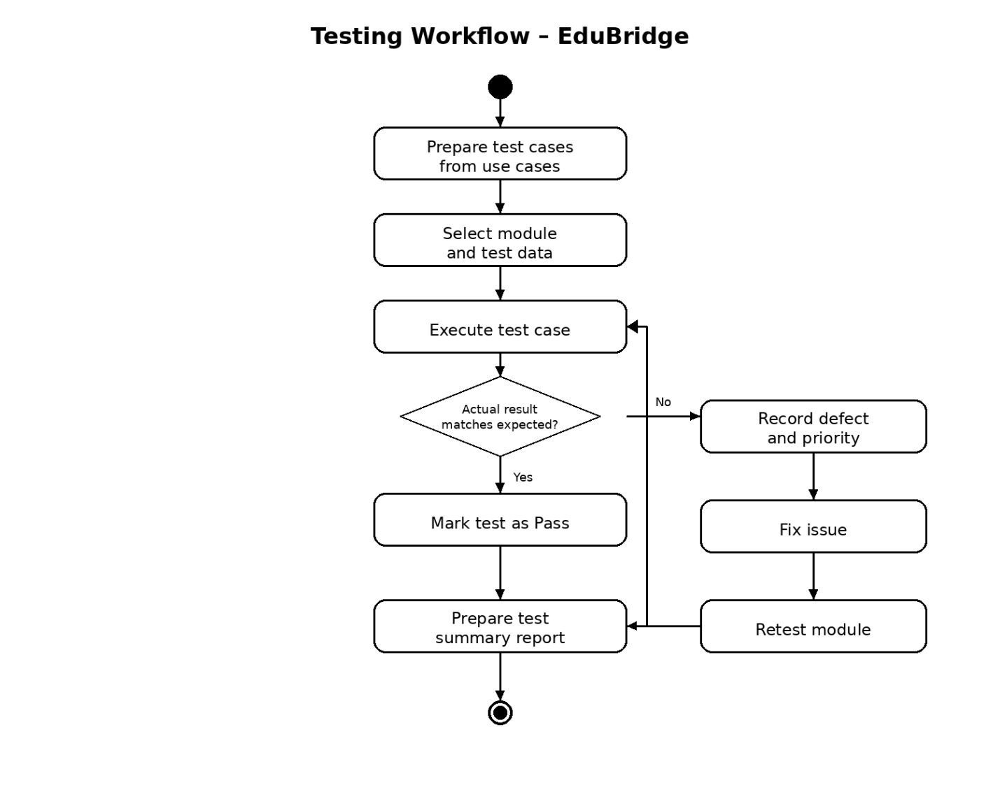 Testing Workflow – EduBridge
Prepare test cases
from use cases
Select module
and test data
Execute test case
Actual result
matches expected?
No
Record defect
and priority
Yes
Mark test as Pass
Fix issue
Prepare test
summary report
Retest module